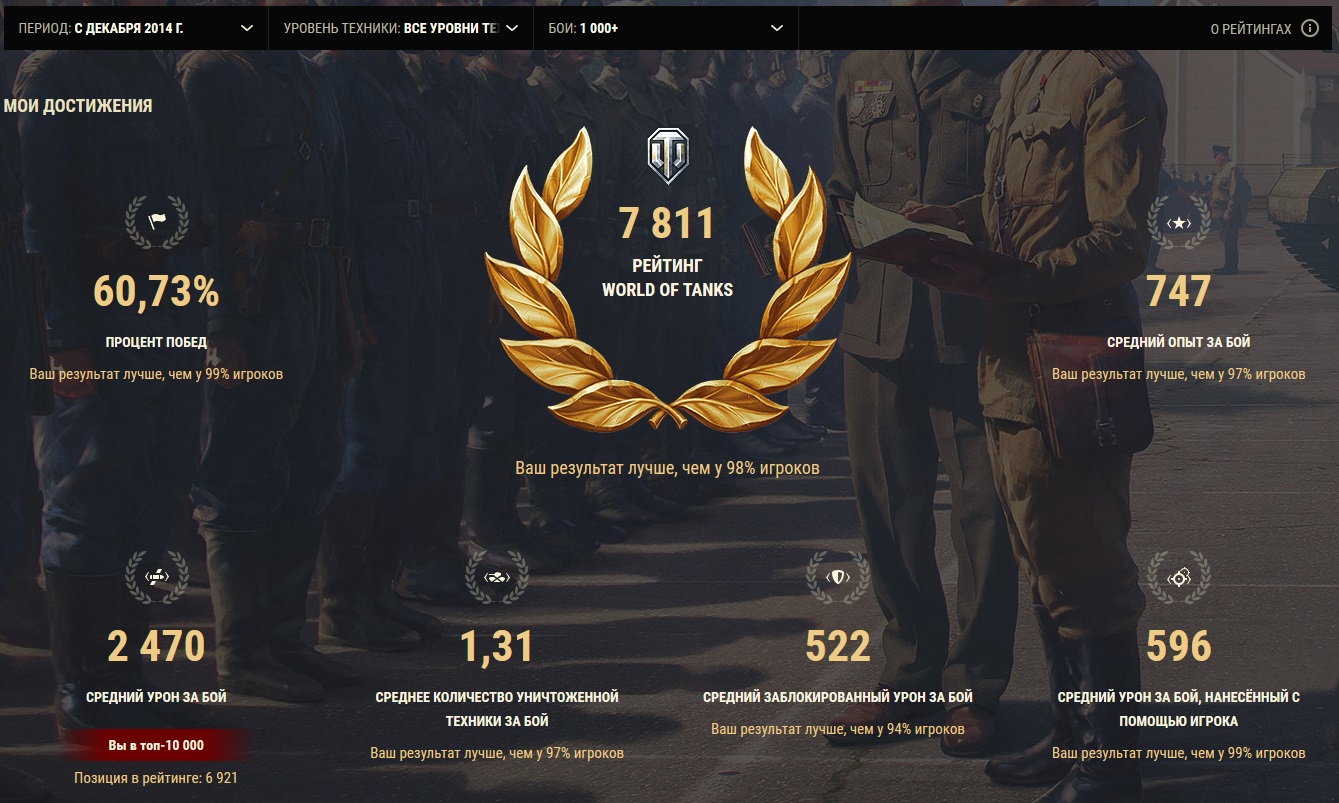 ПЕРИОД: С ДЕКАБРЯ 2014 Г.
УРОВЕНЬ ТЕХНИКИ: ВСЕ УРОВНИ ТЕ
БОИ: 1 000+
О РЕЙТИНГАХ
МОИ ДОСТИЖЕНИЯ
7 811
РЕЙТИНГ
WORLD OF TANKS
Ваш результат лучше, чем у 98% игроков
60,73%
ПРОЦЕНТ ПОБЕД
Ваш результат лучше, чем у 99% игроков
747
СРЕДНИЙ ОПЫТ ЗА БОЙ
Ваш результат лучше, чем у 97% игроков
2 470
СРЕДНИЙ УРОН ЗА БОЙ
Вы в топ-10 000
Позиция в рейтинге: 6 921
1,31
СРЕДНЕЕ КОЛИЧЕСТВО УНИЧТОЖЕННОЙ
ТЕХНИКИ ЗА БОЙ
Ваш результат лучше, чем у 97% игроков
522
СРЕДНИЙ ЗАБЛОКИРОВАННЫЙ УРОН ЗА БОЙ
Ваш результат лучше, чем у 94% игроков
596
СРЕДНИЙ УРОН ЗА БОЙ, НАНЕСЁННЫЙ С
ПОМОЩЬЮ ИГРОКА
Ваш результат лучше, чем у 99% игроков